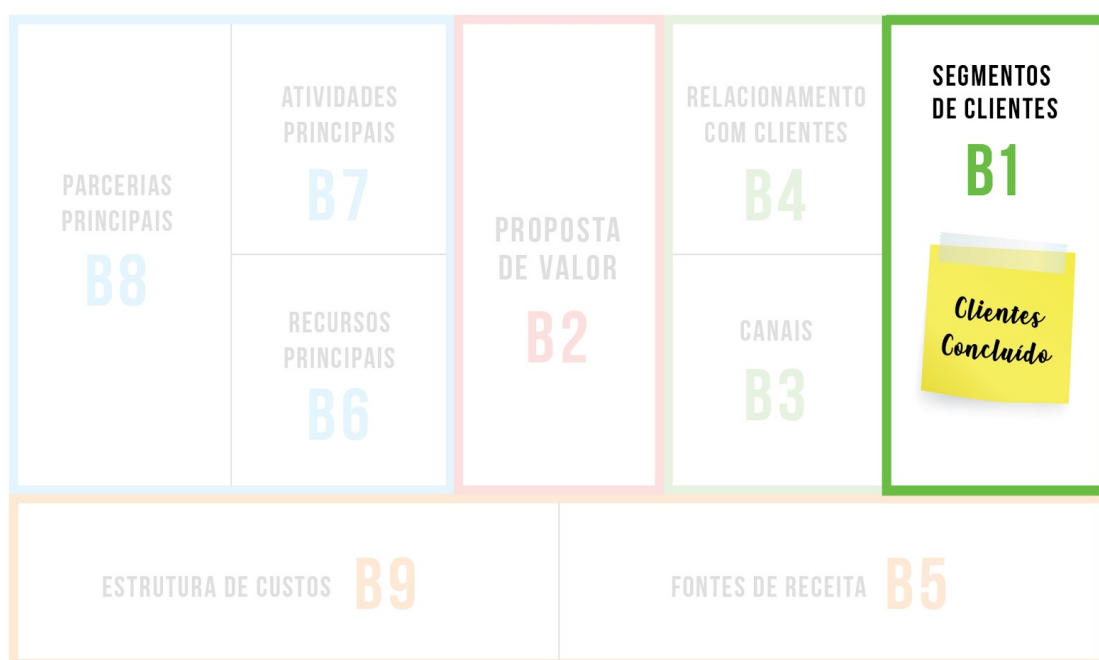 PARCERIAS
PRINCIPAIS
B8
ATIVIDADES
PRINCIPAIS
B7
RECURSOS
PRINCIPAIS
B6
PROPOSTA
DE VALOR
B2
RELACIONAMENTO
COM CLIENTES
B4
CANAIS
B3
SEGMENTOS
DE CLIENTES
B1
Clientes
Concluído
ESTRUTURA DE CUSTOS B9
FONTES DE RECEITA B5